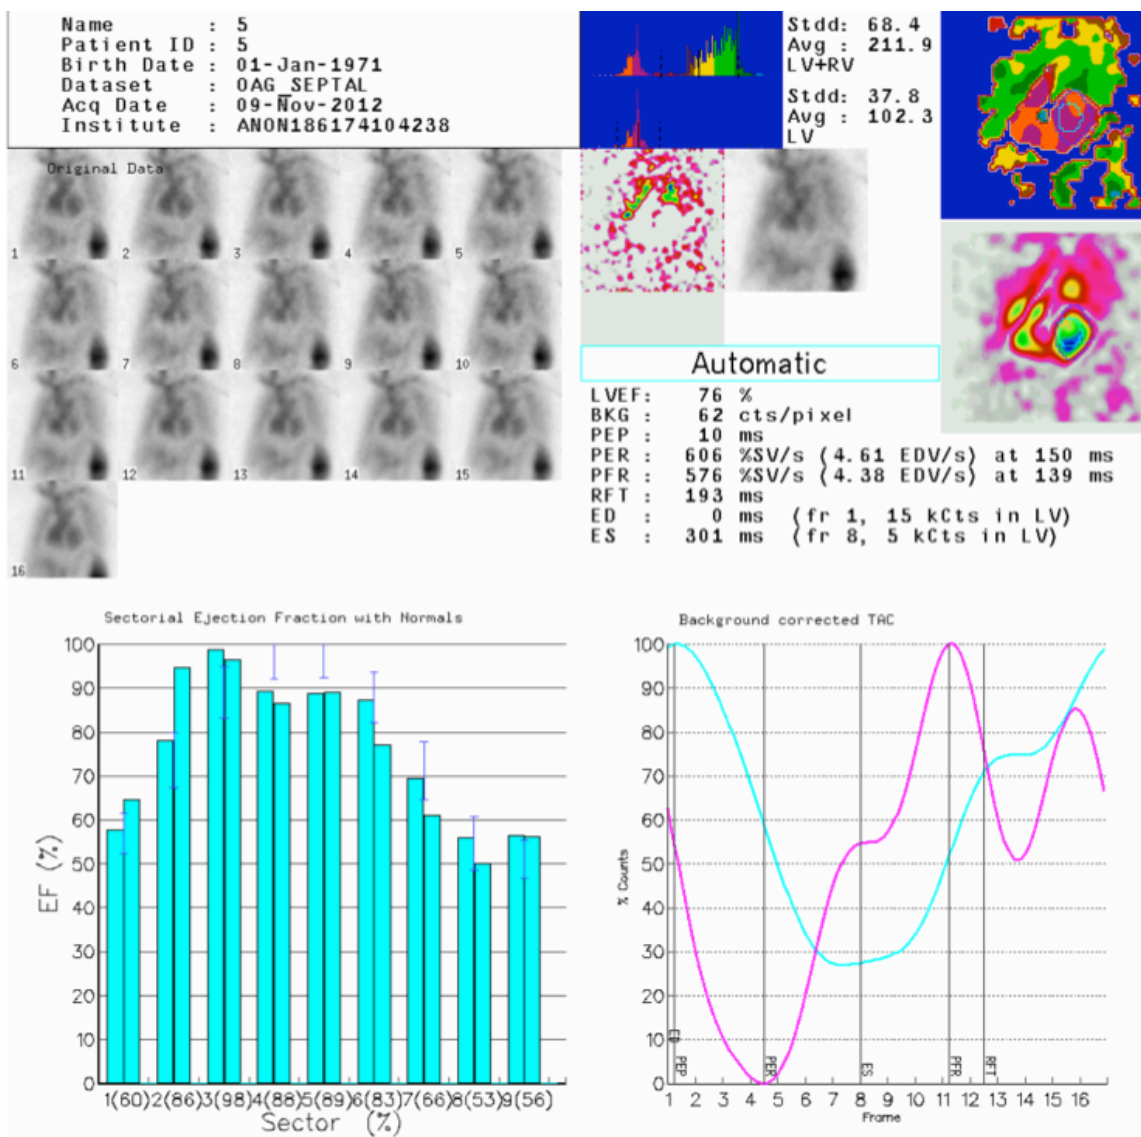 Name : 5
Patient ID : 5
Birth Date : 01-Jan-1971
Dataset : OAG_SEPTAL
Acq Date : 09-Nov-2012
Institute : ANON186174104238
Stdd: 68.4
Avg : 211.9
LV+RV
Stdd: 37.8
Avg : 102.3
LV
Original Data
1 2 3 4 5
6 7 8 9 10
11 12 13 14 15
16
Automatic
LVEF: 76 %
BKG : 62 cts/pixel
PEP : 10 ms
PER : 606 %SV/s (4.61 EDV/s) at 150 ms
PFR : 576 %SV/s (4.38 EDV/s) at 139 ms
RFT : 193 ms
ED : 0 ms (fr 1, 15 kCts in LV)
ES : 301 ms (fr 8, 5 kCts in LV)
Sectorial Ejection Fraction with Normals
100
90
80
70
60
50
40
30
20
10
0
EF (%)
1(60) 2(86) 3(98) 4(88) 5(89) 6(83) 7(66) 8(53) 9(56)
Sector (%)
Background corrected TAC
100
90
80
70
60
50
40
30
20
10
0
% Counts
ED
PEP
PER
ES
PFR
RFT
1 2 3 4 5 6 7 8 9 10 11 12 13 14 15 16
Frame